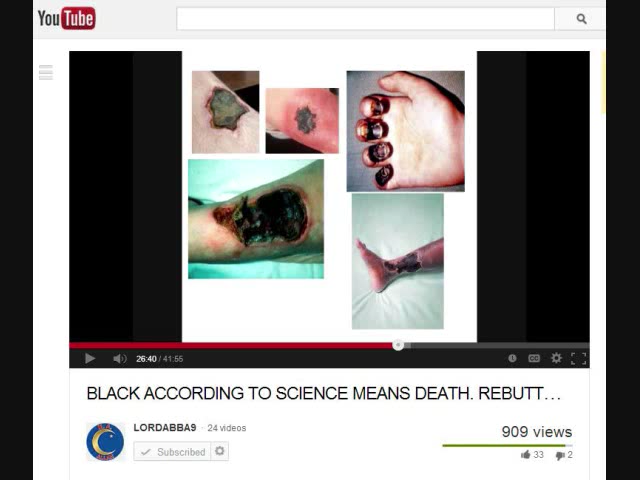 YouTube
26:40 / 41:55
CC
BLACK ACCORDING TO SCIENCE MEANS DEATH. REBUTT...
LORDABBA9 · 24 videos
Subscribed
909 views
33 2